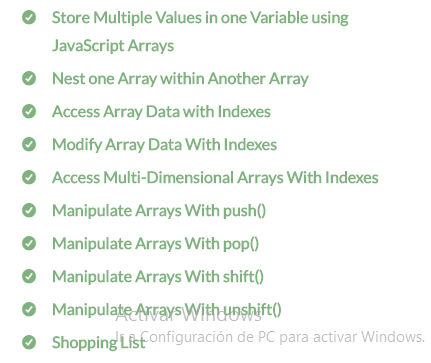 Store Multiple Values in one Variable using
JavaScript Arrays
Nest one Array within Another Array
Access Array Data with Indexes
Modify Array Data With Indexes
Access Multi-Dimensional Arrays With Indexes
Manipulate Arrays With push()
Manipulate Arrays With pop()
Manipulate Arrays With shift()
Manipulate Arrays With unshift()
Activar Windows
Shopping List
Ir a Configuración de PC para activar Windows.